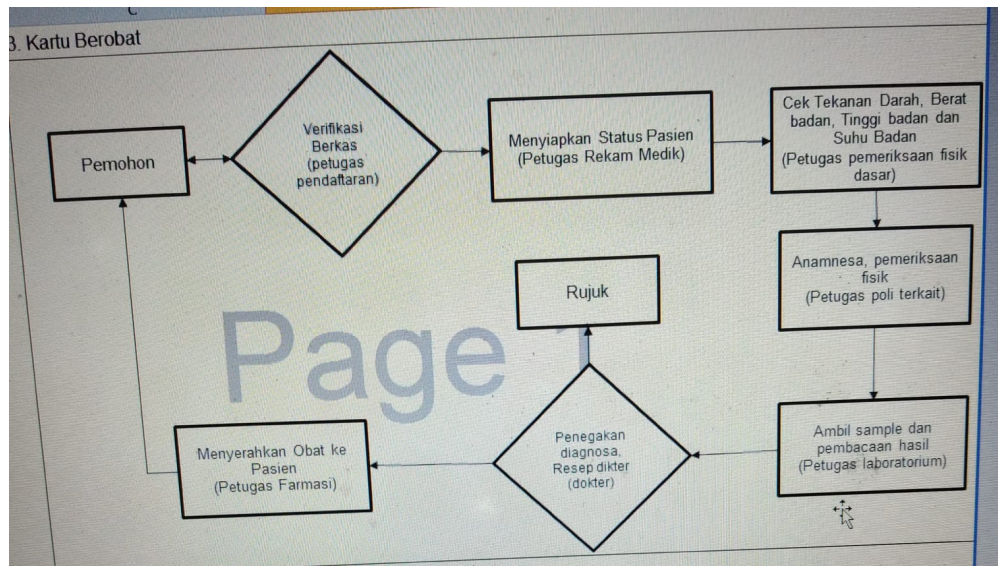 3. Kartu Berobat
Pemohon
Verifikasi
Berkas
(petugas
pendaftaran)
Menyiapkan Status Pasien
(Petugas Rekam Medik)
Cek Tekanan Darah, Berat
badan, Tinggi badan dan
Suhu Badan
(Petugas pemeriksaan fisik
dasar)
Anamnesa, pemeriksaan
fisik
(Petugas poli terkait)
Rujuk
Page 1
Ambil sample dan
pembacaan hasil
(Petugas laboratorium)
Penegakan
diagnosa,
Resep dikter
(dokter)
Menyerahkan Obat ke
Pasien
(Petugas Farmasi)